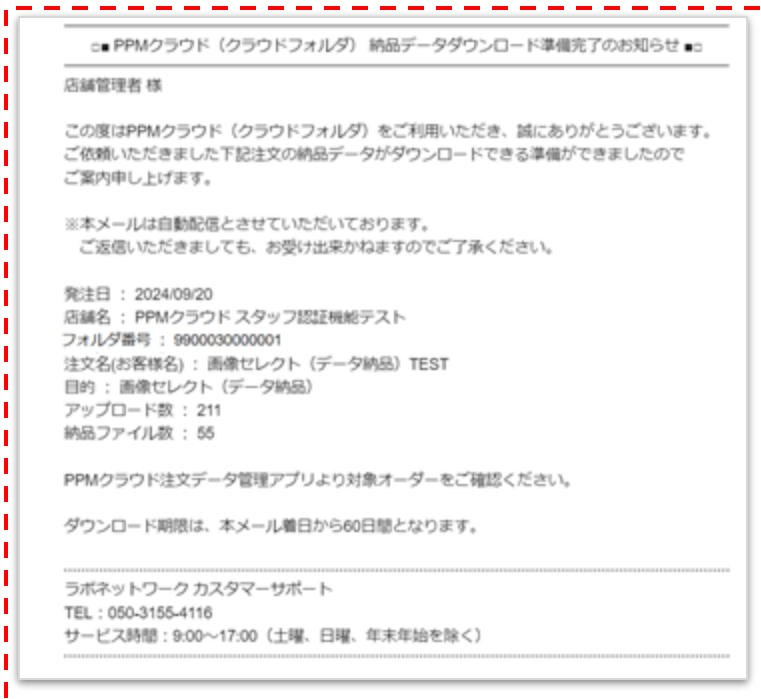 □■ PPMクラウド（クラウドフォルダ） 納品データダウンロード準備完了のお知らせ ■□
店舗管理者 様
この度はPPMクラウド（クラウドフォルダ）をご利用いただき、誠にありがとうございます。
ご依頼いただきました下記注文の納品データがダウンロードできる準備ができましたので
ご案内申し上げます。
※本メールは自動配信とさせていただいております。
ご返信いただきましても、お受け出来かねますのでご了承ください。
発注日 ： 2024/09/20
店舗名 ： PPMクラウド スタッフ認証機能テスト
フォルダ番号 ： 9900030000001
注文名(お客様名) ： 画像セレクト（データ納品）TEST
目的 ： 画像セレクト（データ納品）
アップロード数 ： 211
納品ファイル数 ： 55
PPMクラウド注文データ管理アプリより対象オーダーをご確認ください。
ダウンロード期限は、本メール着日から60日間となります。
ラボネットワーク カスタマーサポート
TEL：050-3155-4116
サービス時間：9:00～17:00（土曜、日曜、年末年始を除く）